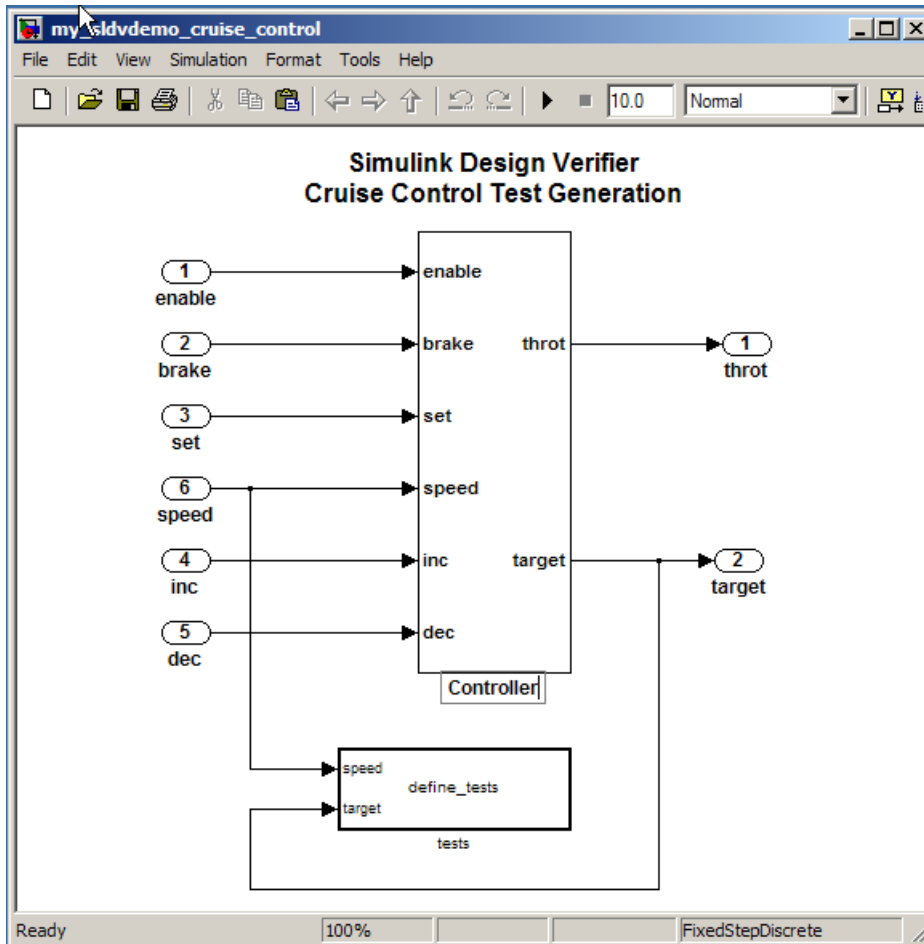 my_sldvdemo_cruise_control
File Edit View Simulation Format Tools Help
10.0 Normal
Simulink Design Verifier
Cruise Control Test Generation
1 enable
enable
2 brake throt 1
brake throt
3 set
set
6 speed
speed
4 inc target 2
inc target
5 dec
dec
Controller
speed
define_tests
target
tests
Ready 100% FixedStepDiscrete